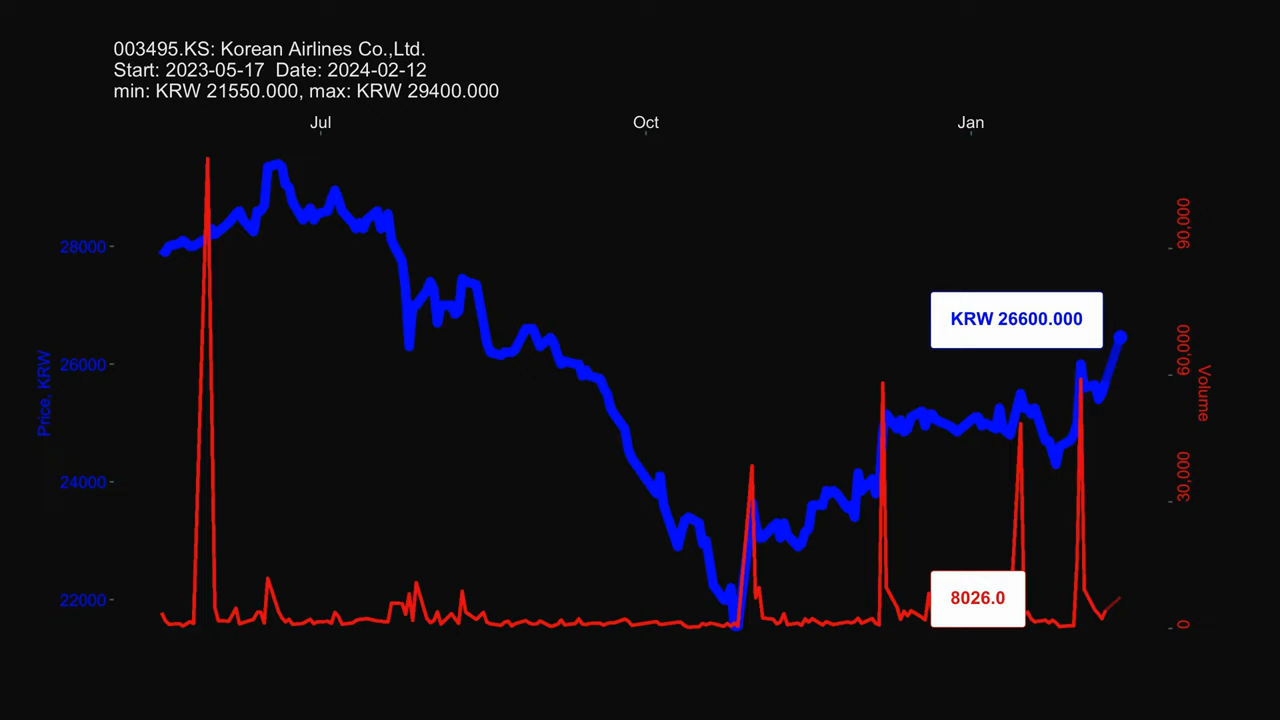 003495.KS: Korean Airlines Co.,Ltd.
Start: 2023-05-17  Date: 2024-02-12
min: KRW 21550.000, max: KRW 29400.000
Jul
Oct
Jan
28000
26000
24000
22000
Price, KRW
KRW 26600.000
8026.0
90,000
60,000
30,000
0
Volume